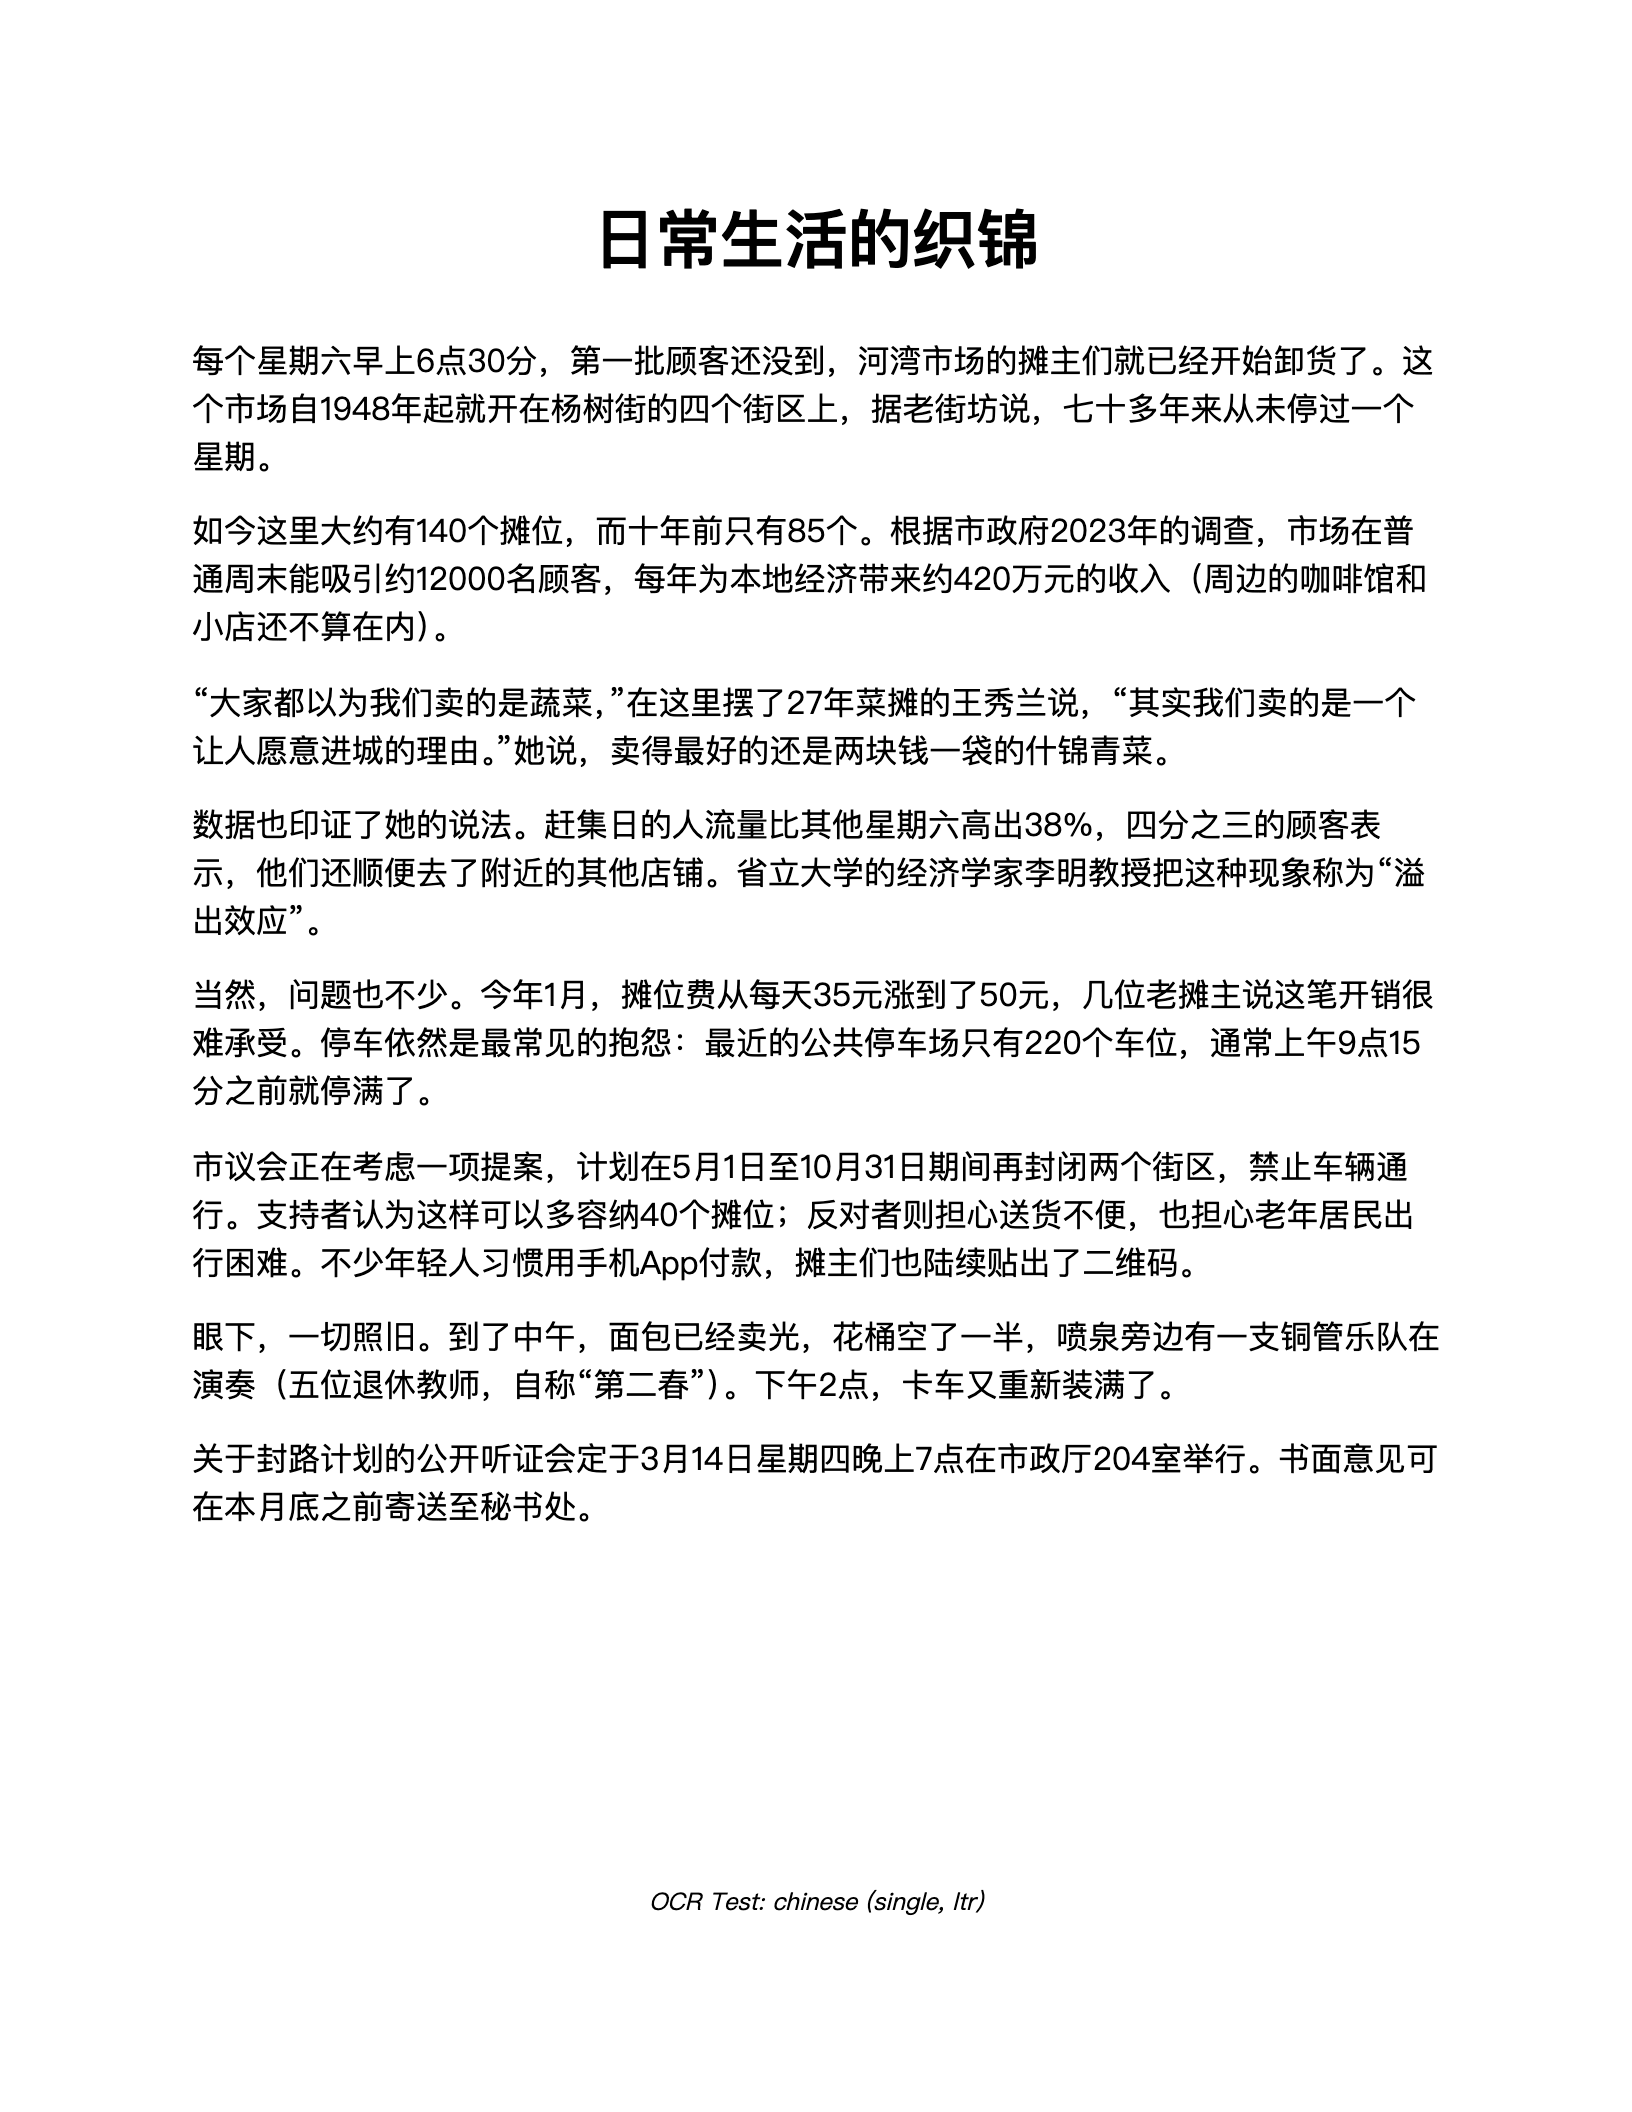 日常生活的织锦
每个星期六早上6点30分，第一批顾客还没到，河湾市场的摊主们就已经开始卸货了。这
个市场自1948年起就开在杨树街的四个街区上，据老街坊说，七十多年来从未停过一个
星期。
如今这里大约有140个摊位，而十年前只有85个。根据市政府2023年的调查，市场在普
通周末能吸引约12000名顾客，每年为本地经济带来约420万元的收入（周边的咖啡馆和
小店还不算在内）。
“大家都以为我们卖的是蔬菜，”在这里摆了27年菜摊的王秀兰说，“其实我们卖的是一个
让人愿意进城的理由。”她说，卖得最好的还是两块钱一袋的什锦青菜。
数据也印证了她的说法。赶集日的人流量比其他星期六高出38%，四分之三的顾客表
示，他们还顺便去了附近的其他店铺。省立大学的经济学家李明教授把这种现象称为“溢
出效应”。
当然，问题也不少。今年1月，摊位费从每天35元涨到了50元，几位老摊主说这笔开销很
难承受。停车依然是最常见的抱怨：最近的公共停车场只有220个车位，通常上午9点15
分之前就停满了。
市议会正在考虑一项提案，计划在5月1日至10月31日期间再封闭两个街区，禁止车辆通
行。支持者认为这样可以多容纳40个摊位；反对者则担心送货不便，也担心老年居民出
行困难。不少年轻人习惯用手机App付款，摊主们也陆续贴出了二维码。
眼下，一切照旧。到了中午，面包已经卖光，花桶空了一半，喷泉旁边有一支铜管乐队在
演奏（五位退休教师，自称“第二春”）。下午2点，卡车又重新装满了。
关于封路计划的公开听证会定于3月14日星期四晚上7点在市政厅204室举行。书面意见可
在本月底之前寄送至秘书处。
OCR Test: chinese (single, ltr)